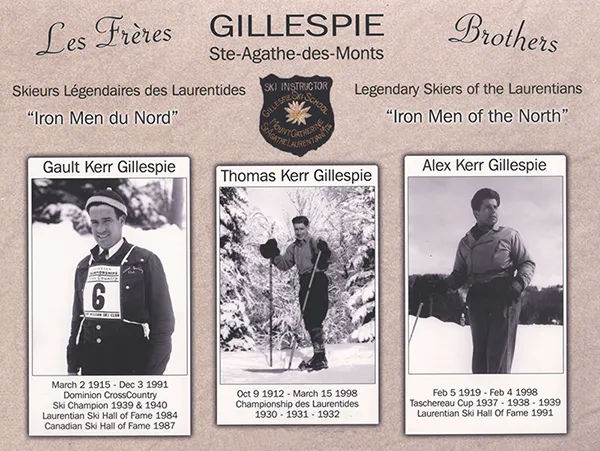 Les Frères GILLESPIE Brothers
Ste-Agathe-des-Monts
Skieurs Légendaires des Laurentides
"Iron Men du Nord"
SKI INSTRUCTOR
GILLESPIE SKI SCHOOL
MOUNT CATHERINE
STE AGATHE LAURENTIAN MTS
Legendary Skiers of the Laurentians
"Iron Men of the North"
Gault Kerr Gillespie
6
March 2 1915 - Dec 3 1991
Dominion CrossCountry
Ski Champion 1939 & 1940
Laurentian Ski Hall of Fame 1984
Canadian Ski Hall of Fame 1987
Thomas Kerr Gillespie
Oct 9 1912 - March 15 1998
Championship des Laurentides
1930 - 1931 - 1932
Alex Kerr Gillespie
Feb 5 1919 - Feb 4 1998
Taschereau Cup 1937 - 1938 - 1939
Laurentian Ski Hall Of Fame 1991